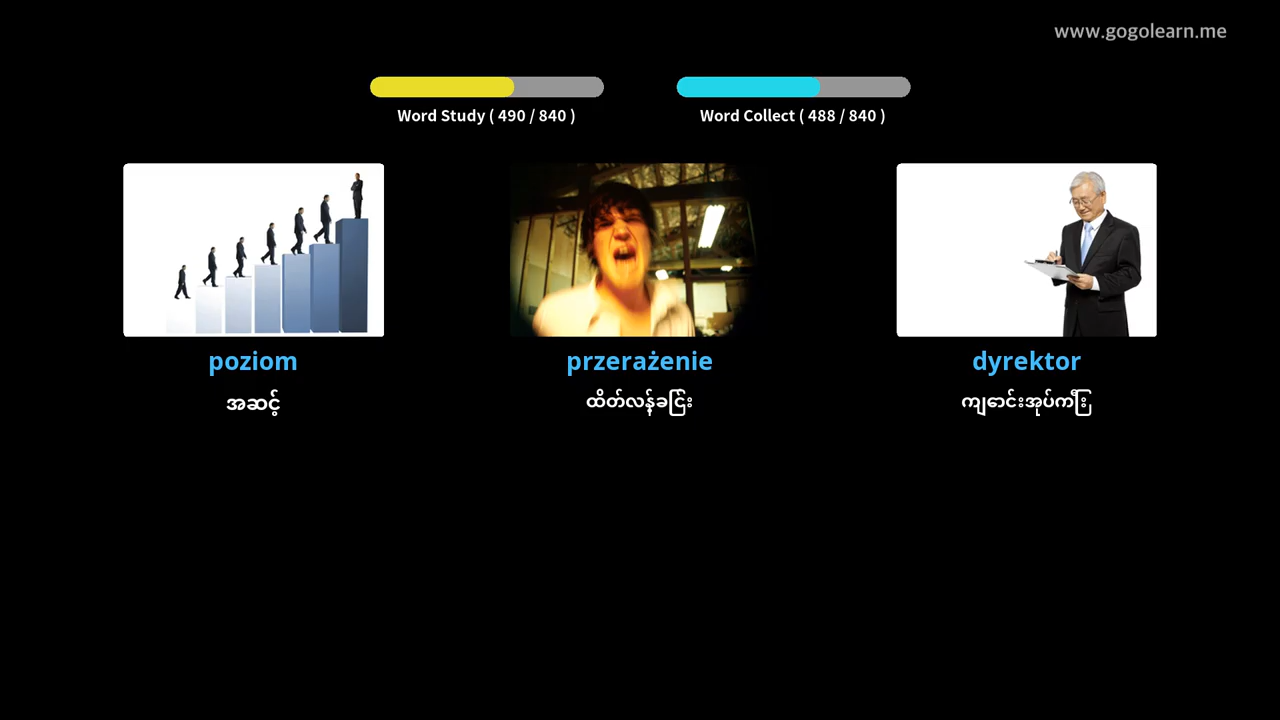 www.gogolearn.me
Word Study ( 490 / 840 )
Word Collect ( 488 / 840 )
poziom
przerażenie
dyrektor
အဆင့်
ထိတ်လန့်ခြင်း
ကျောင်းအုပ်ကြီး